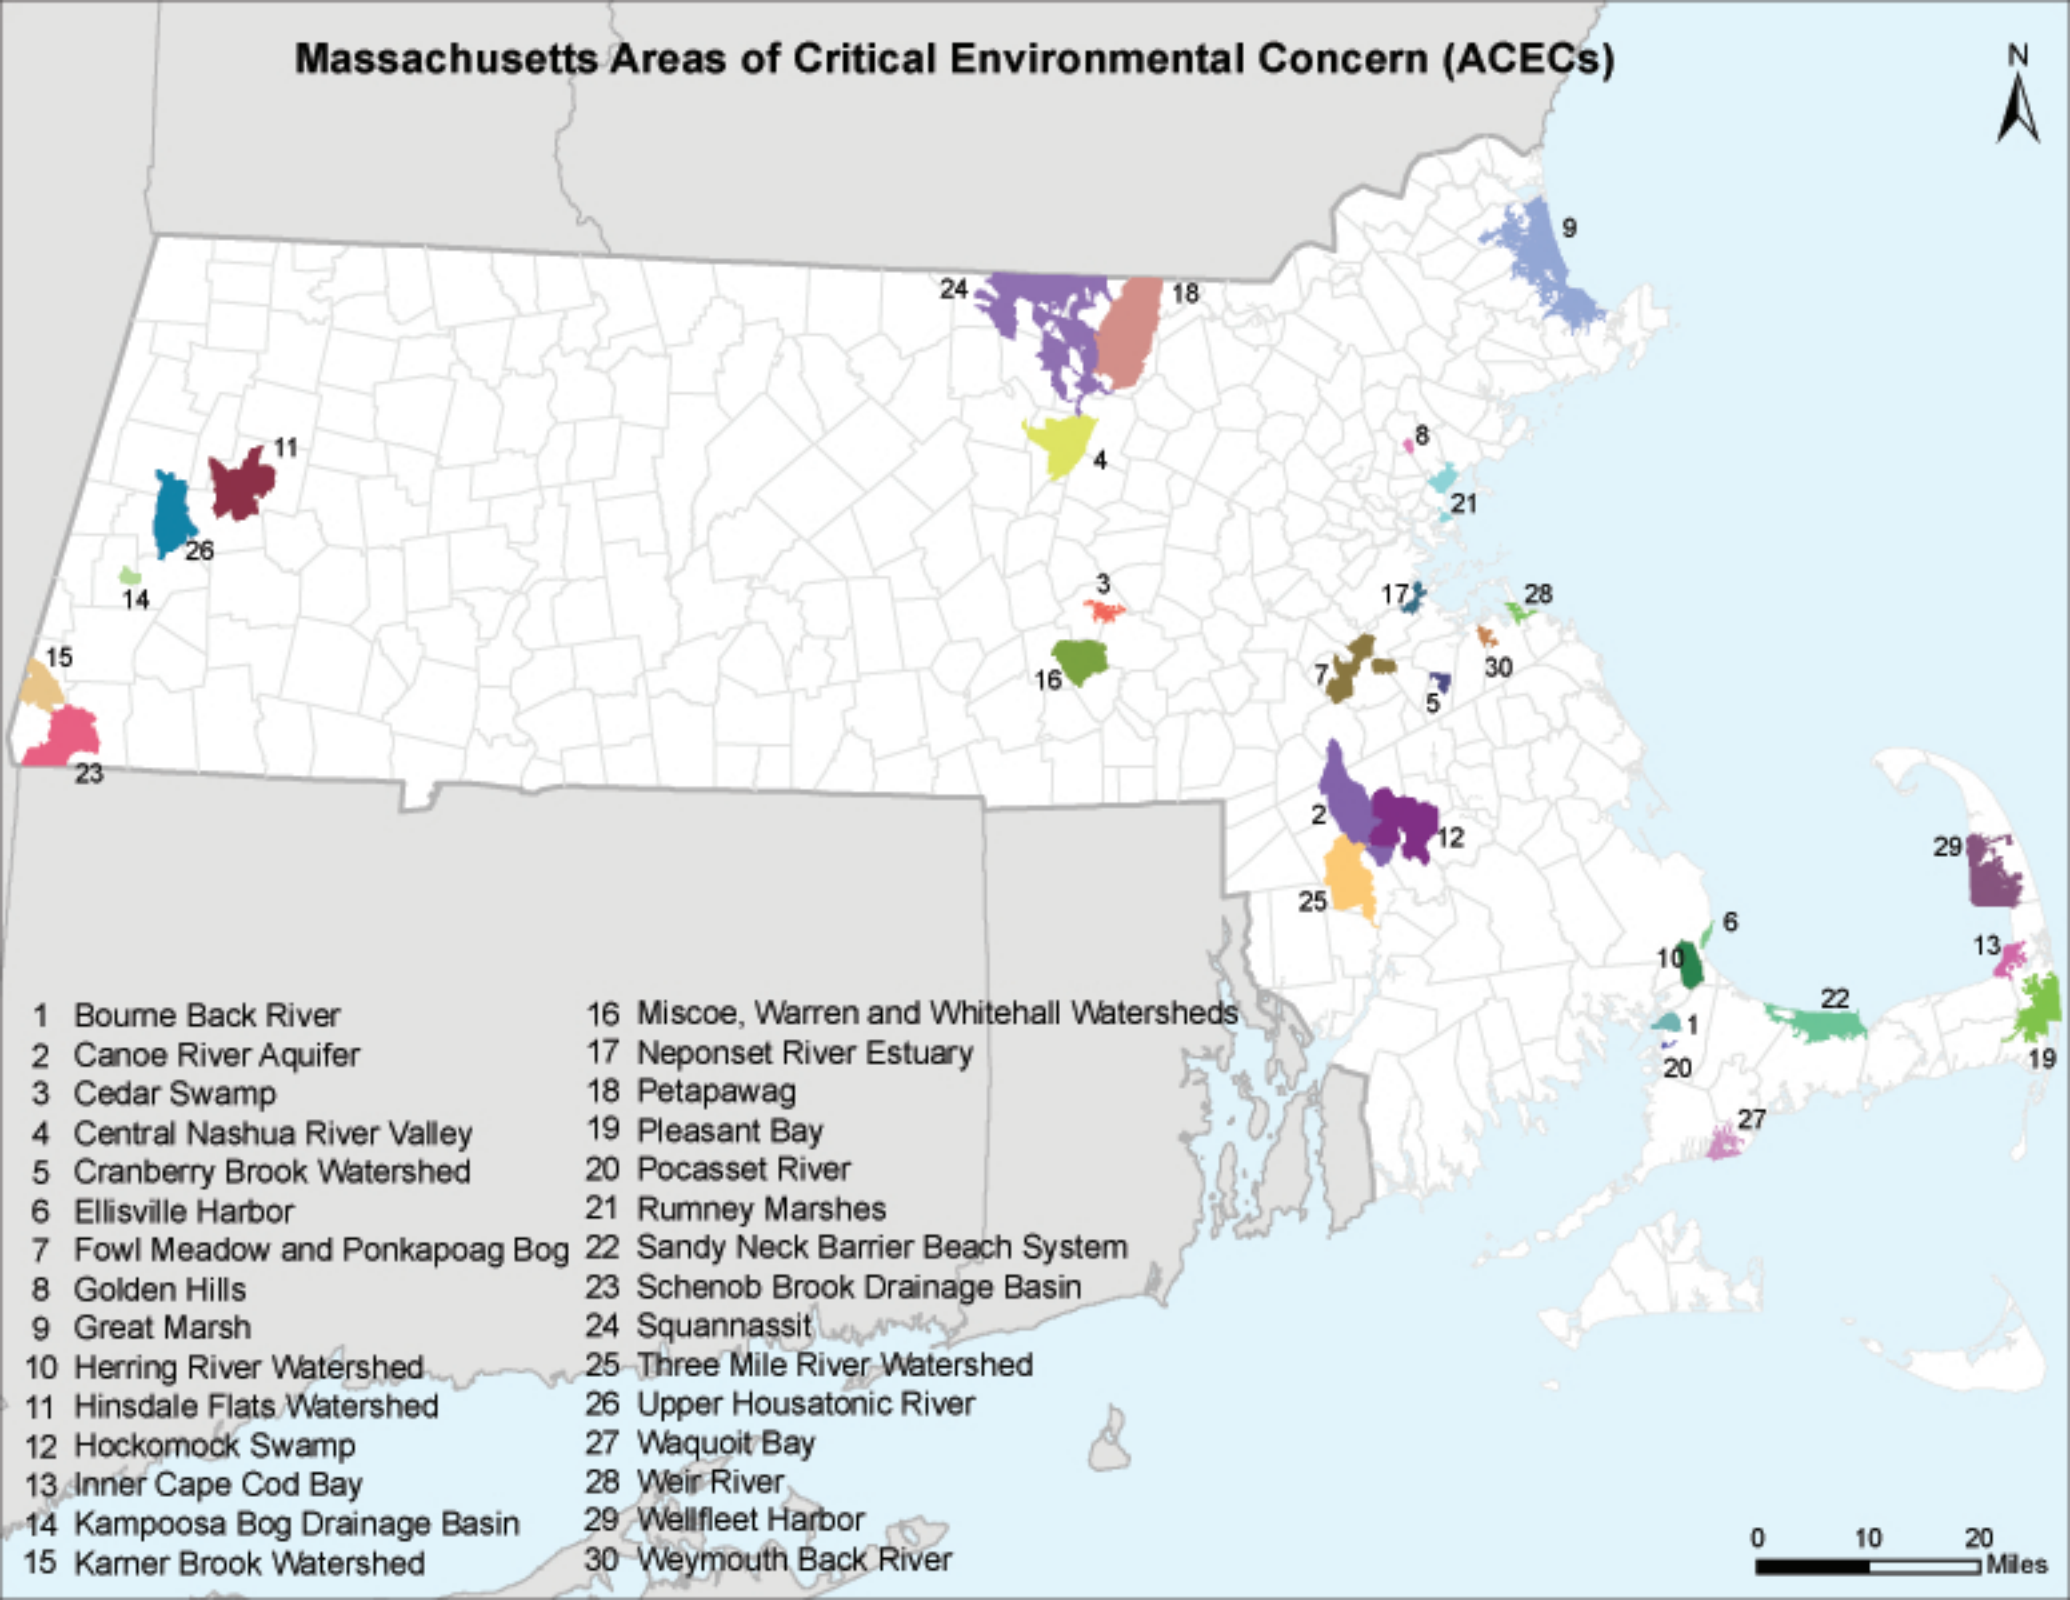 Massachusetts Areas of Critical Environmental Concern (ACECs)
N
9
24
18
8
11
4
21
26
14
3
17
28
15
16
7
30
5
23
2
12
29
25
6
13
10
22
1
19
20
27
1 Bourne Back River
2 Canoe River Aquifer
3 Cedar Swamp
4 Central Nashua River Valley
5 Cranberry Brook Watershed
6 Ellisville Harbor
7 Fowl Meadow and Ponkapoag Bog
8 Golden Hills
9 Great Marsh
10 Herring River Watershed
11 Hinsdale Flats Watershed
12 Hockomock Swamp
13 Inner Cape Cod Bay
14 Kampoosa Bog Drainage Basin
15 Karner Brook Watershed
16 Miscoe, Warren and Whitehall Watersheds
17 Neponset River Estuary
18 Petapawag
19 Pleasant Bay
20 Pocasset River
21 Rumney Marshes
22 Sandy Neck Barrier Beach System
23 Schenob Brook Drainage Basin
24 Squannassit
25 Three Mile River Watershed
26 Upper Housatonic River
27 Waquoit Bay
28 Weir River
29 Wellfleet Harbor
30 Weymouth Back River
0 10 20
Miles